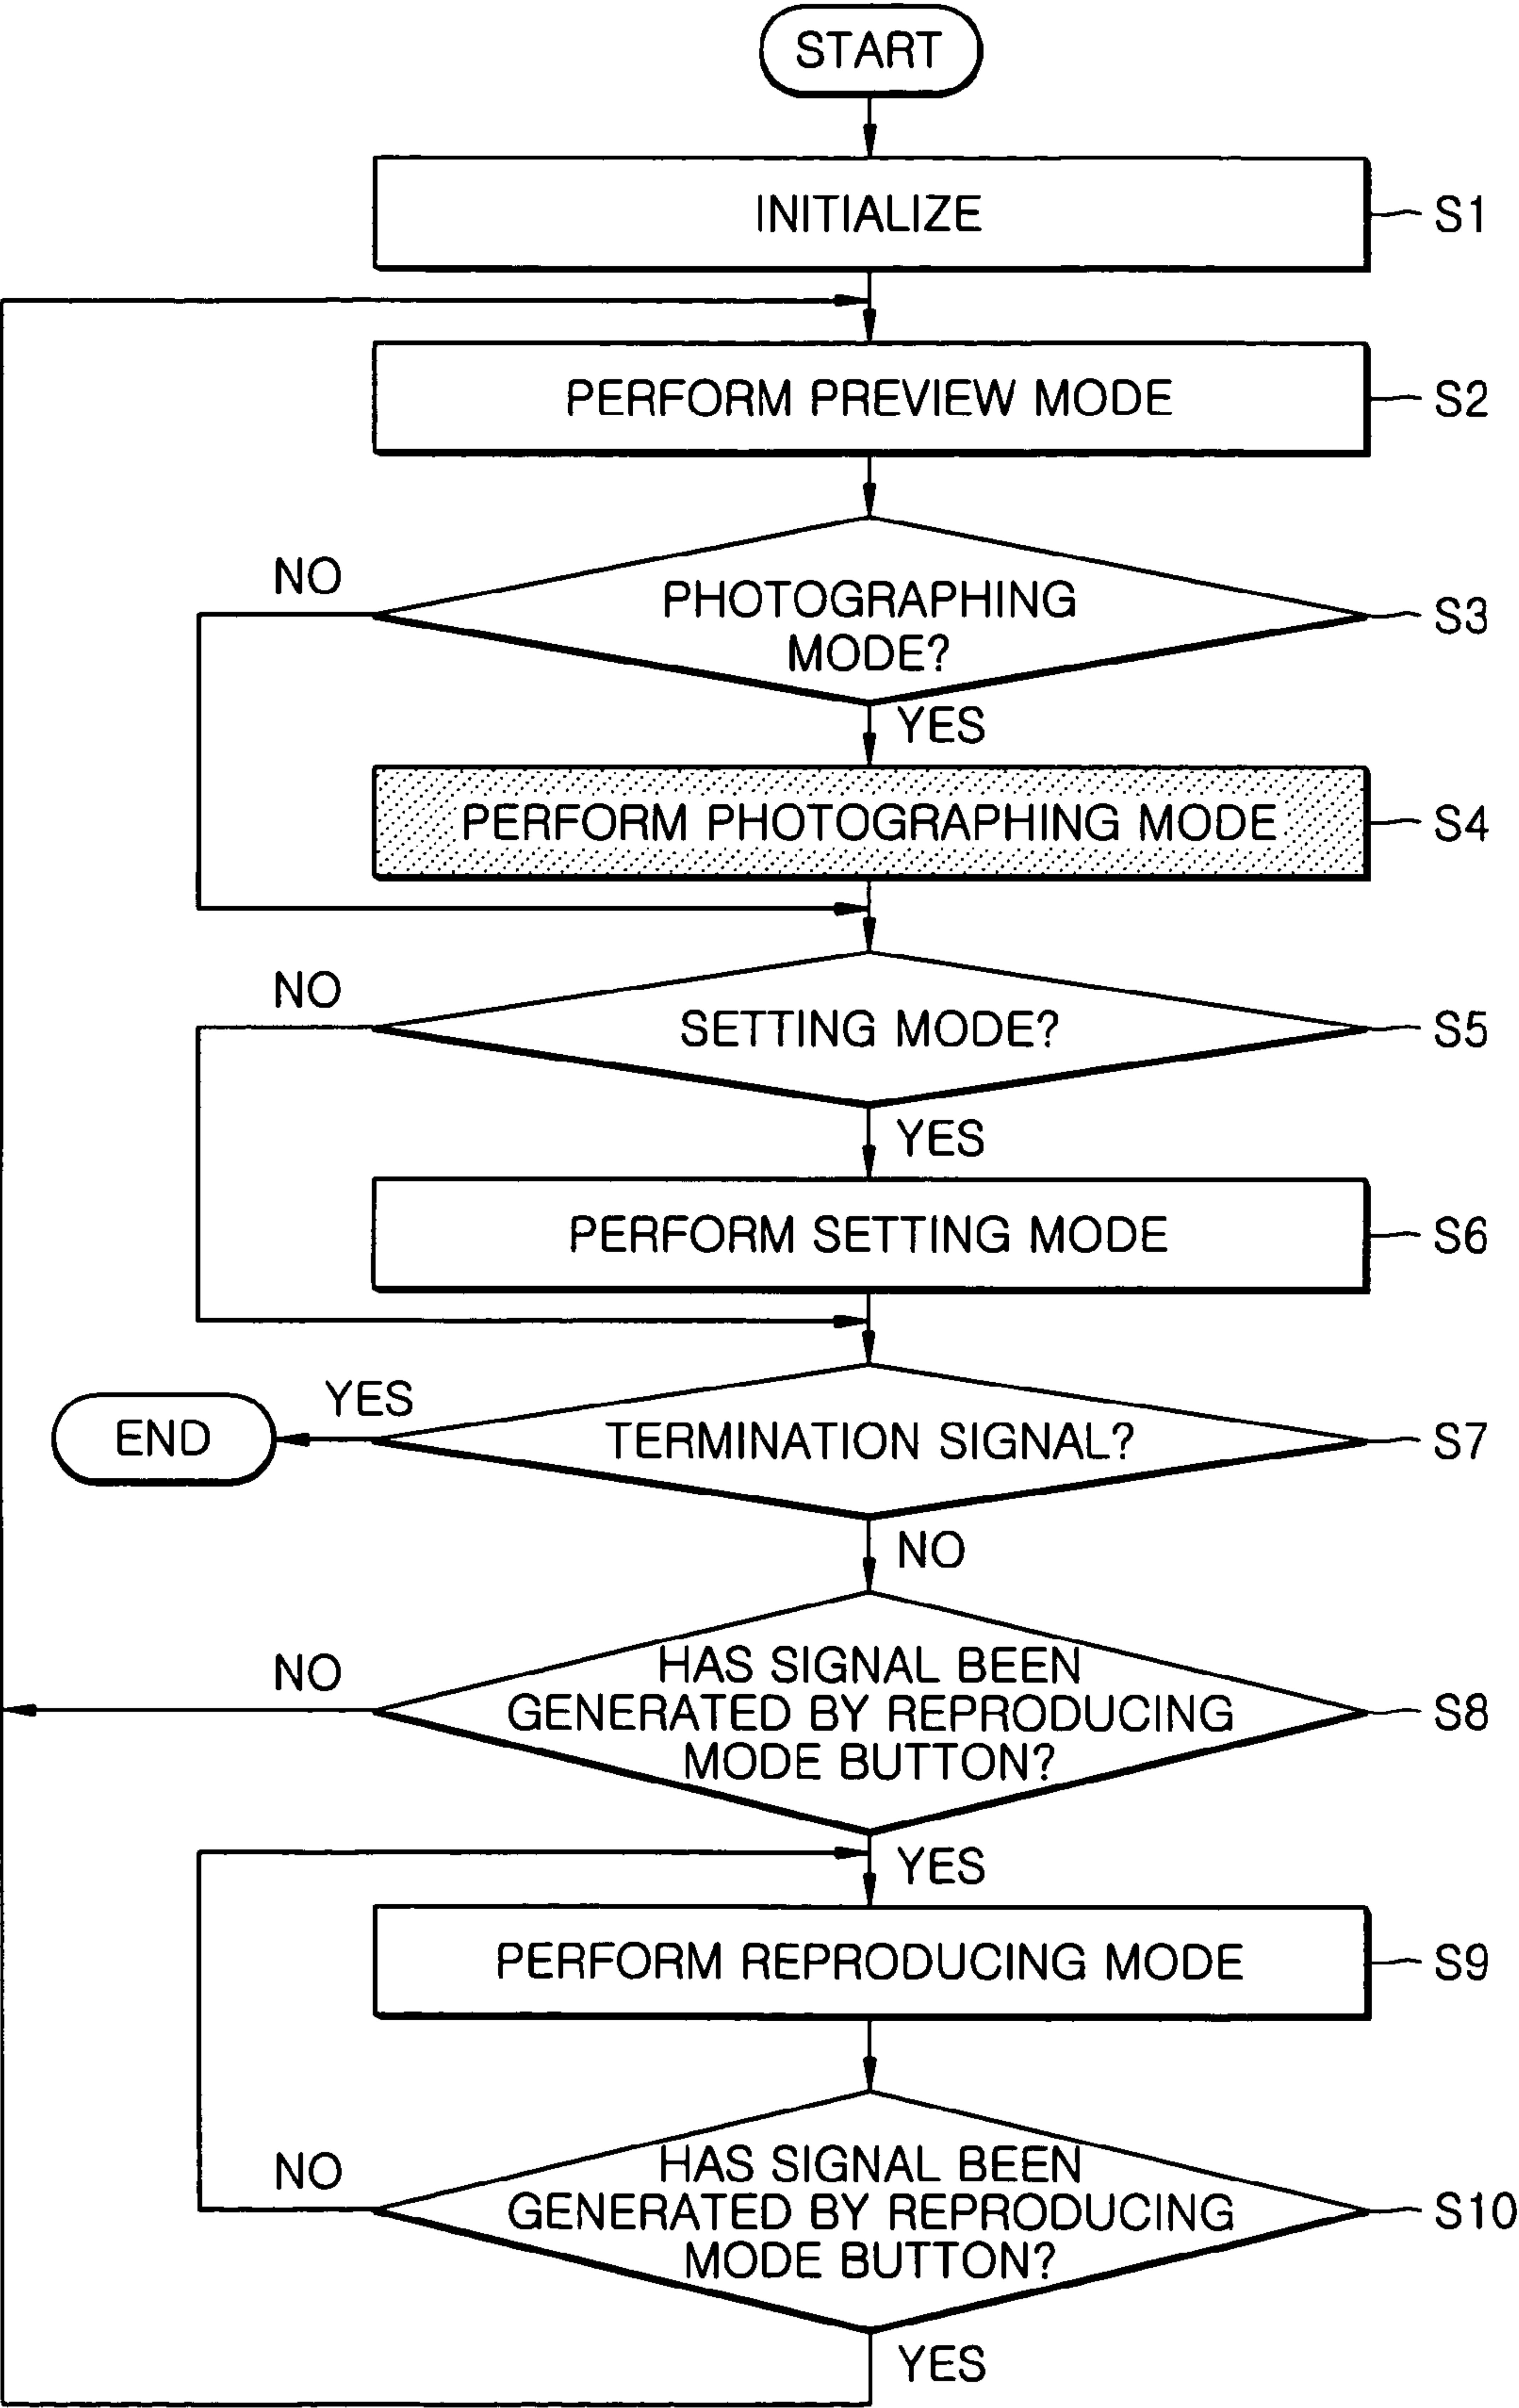 START
INITIALIZE
S1
PERFORM PREVIEW MODE
S2
NO
PHOTOGRAPHING
MODE?
S3
YES
PERFORM PHOTOGRAPHING MODE
S4
NO
SETTING MODE?
S5
YES
PERFORM SETTING MODE
S6
YES
END
TERMINATION SIGNAL?
S7
NO
NO
HAS SIGNAL BEEN
GENERATED BY REPRODUCING
MODE BUTTON?
S8
YES
PERFORM REPRODUCING MODE
S9
NO
HAS SIGNAL BEEN
GENERATED BY REPRODUCING
MODE BUTTON?
S10
YES